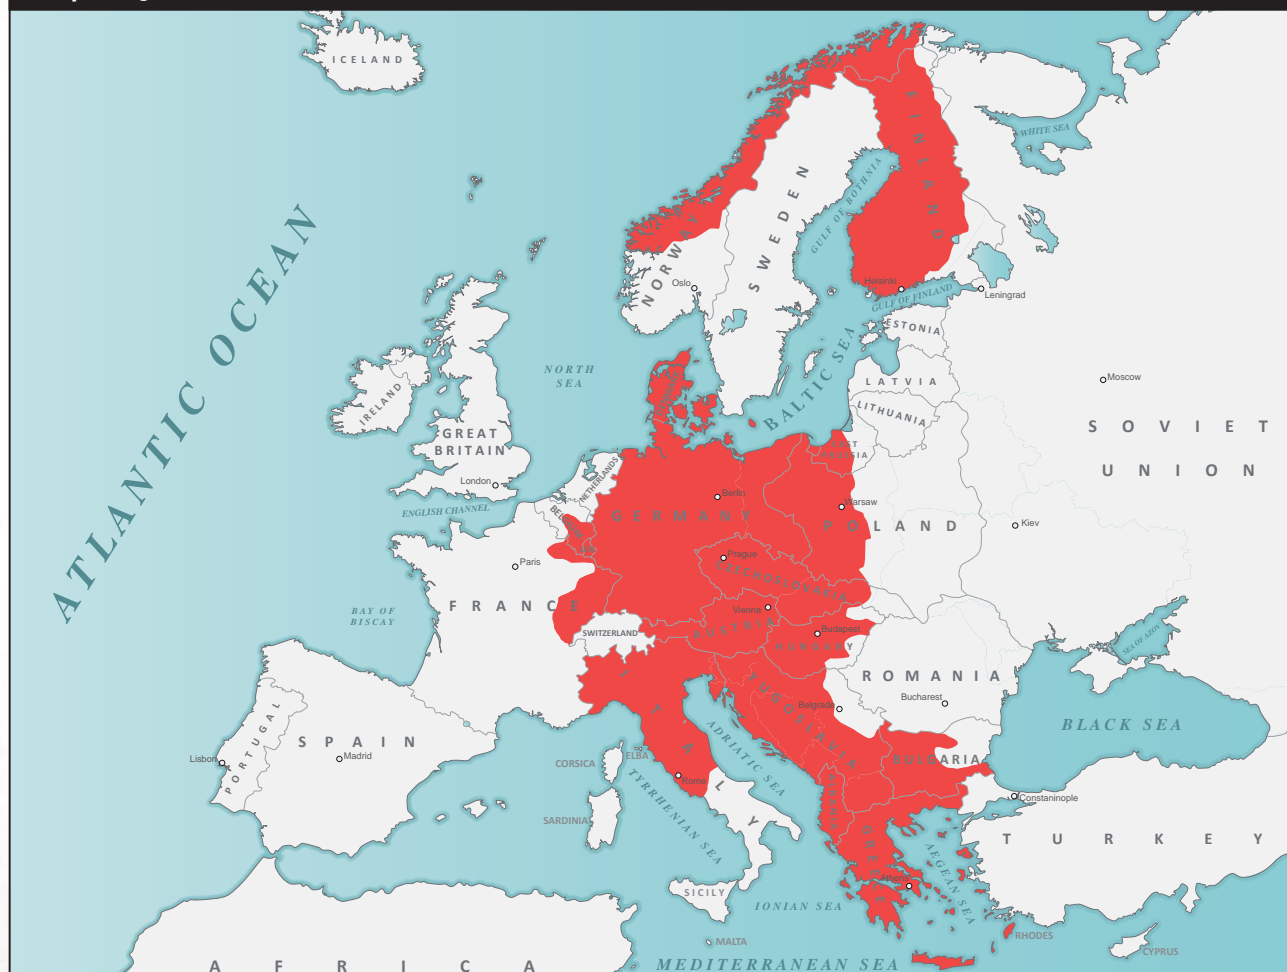 ICELAND
ATLANTIC OCEAN
WHITE SEA
FINLAND
GULF OF BOTHNIA
SWEDEN
NORWAY
Oslo
Helsinki
GULF OF FINLAND
Leningrad
ESTONIA
BALTIC SEA
NORTH
SEA
LATVIA
LITHUANIA
Moscow
SOVIET
UNION
IRELAND
GREAT
BRITAIN
London
ENGLISH CHANNEL
NETHERLANDS
BELGIUM
EAST
PRUSSIA
Berlin
GERMANY
Warsaw
POLAND
Kiev
Paris
Prague
CZECHOSLOVAKIA
FRANCE
BAY OF
BISCAY
SWITZERLAND
Vienna
AUSTRIA
Budapest
HUNGARY
ROMANIA
Bucharest
SEA OF AZOV
BLACK SEA
ITALY
YUGOSLAVIA
Belgrade
ADRIATIC SEA
BULGARIA
PORTUGAL
SPAIN
Lisbon
Madrid
CORSICA
ELBA
Rome
SARDINIA
TYRRHENIAN SEA
ALBANIA
GREECE
Athens
AEGEAN SEA
Constaninople
TURKEY
SICILY
IONIAN SEA
MALTA
RHODES
CYPRUS
AFRICA
MEDITERRANEAN SEA